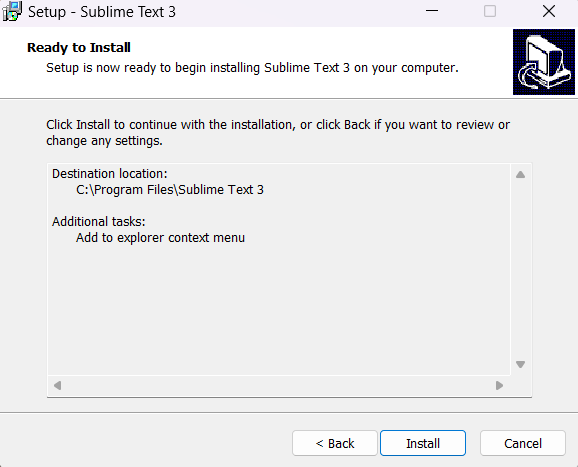 Setup - Sublime Text 3
Ready to Install
Setup is now ready to begin installing Sublime Text 3 on your computer.
Click Install to continue with the installation, or click Back if you want to review or
change any settings.
Destination location:
C:\Program Files\Sublime Text 3
Additional tasks:
Add to explorer context menu
< Back
Install
Cancel